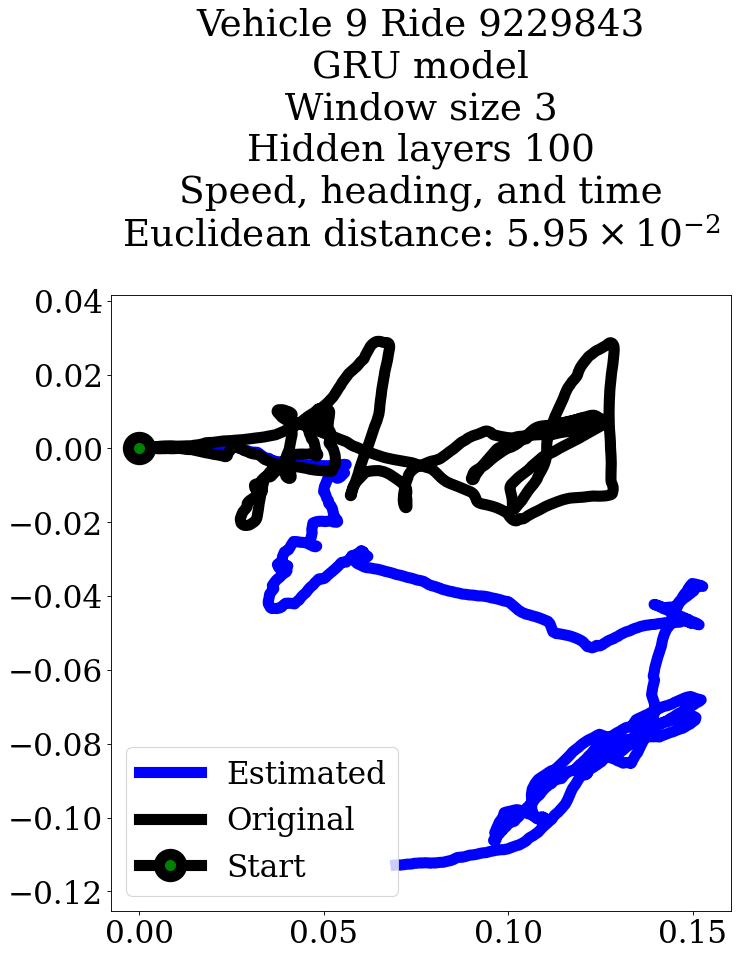 Vehicle 9 Ride 9229843
GRU model
Window size 3
Hidden layers 100
Speed, heading, and time
Euclidean distance: 5.95 × 10⁻²
0.04
0.02
0.00
−0.02
−0.04
−0.06
−0.08
−0.10
−0.12
Estimated
Original
Start
0.00 0.05 0.10 0.15